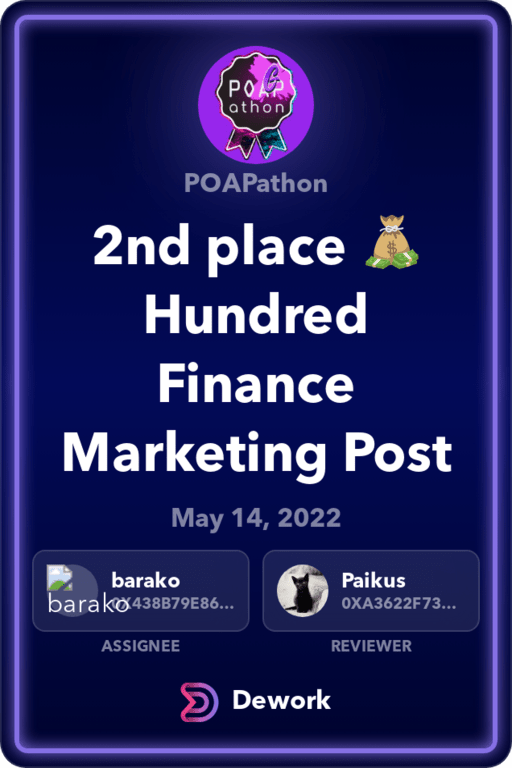 POAP
athon
POAPathon
2nd place
Hundred
Finance
Marketing Post
May 14, 2022
barako
0X438B79E86...
barako
Paikus
0XA3622F73...
ASSIGNEE
REVIEWER
Dework